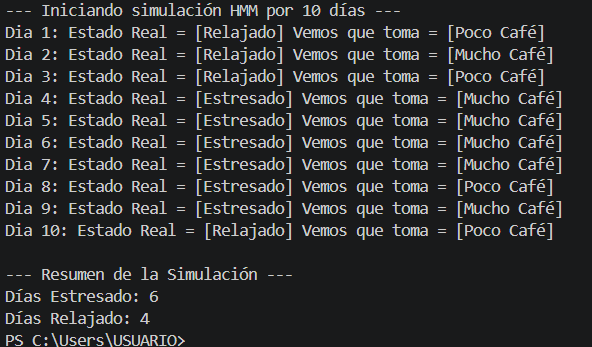 --- Iniciando simulación HMM por 10 días ---
Dia 1: Estado Real = [Relajado] Vemos que toma = [Poco Café]
Dia 2: Estado Real = [Relajado] Vemos que toma = [Mucho Café]
Dia 3: Estado Real = [Relajado] Vemos que toma = [Poco Café]
Dia 4: Estado Real = [Estresado] Vemos que toma = [Mucho Café]
Dia 5: Estado Real = [Estresado] Vemos que toma = [Mucho Café]
Dia 6: Estado Real = [Estresado] Vemos que toma = [Mucho Café]
Dia 7: Estado Real = [Estresado] Vemos que toma = [Mucho Café]
Dia 8: Estado Real = [Estresado] Vemos que toma = [Poco Café]
Dia 9: Estado Real = [Estresado] Vemos que toma = [Mucho Café]
Dia 10: Estado Real = [Relajado] Vemos que toma = [Poco Café]

--- Resumen de la Simulación ---
Días Estresado: 6
Días Relajado: 4
PS C:\Users\USUARIO>